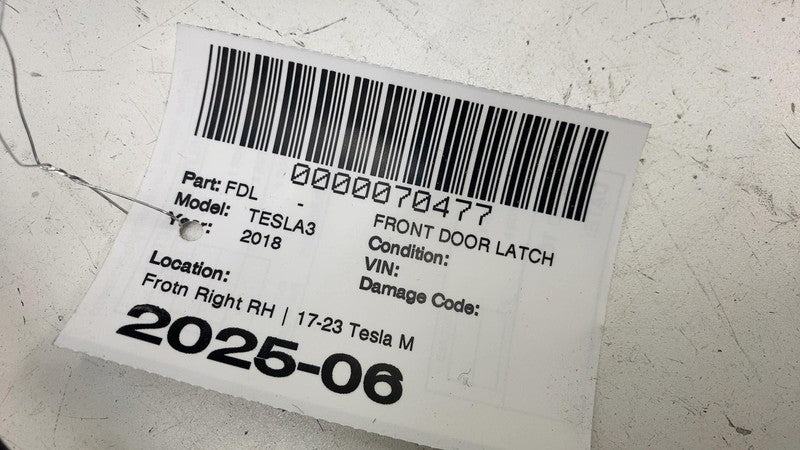 0000070477
Part: FDL - FRONT DOOR LATCH
Model: TESLA3 Condition:
Year: 2018 VIN:
Damage Code:
Location:
Frotn Right RH | 17-23 Tesla M
2025-06